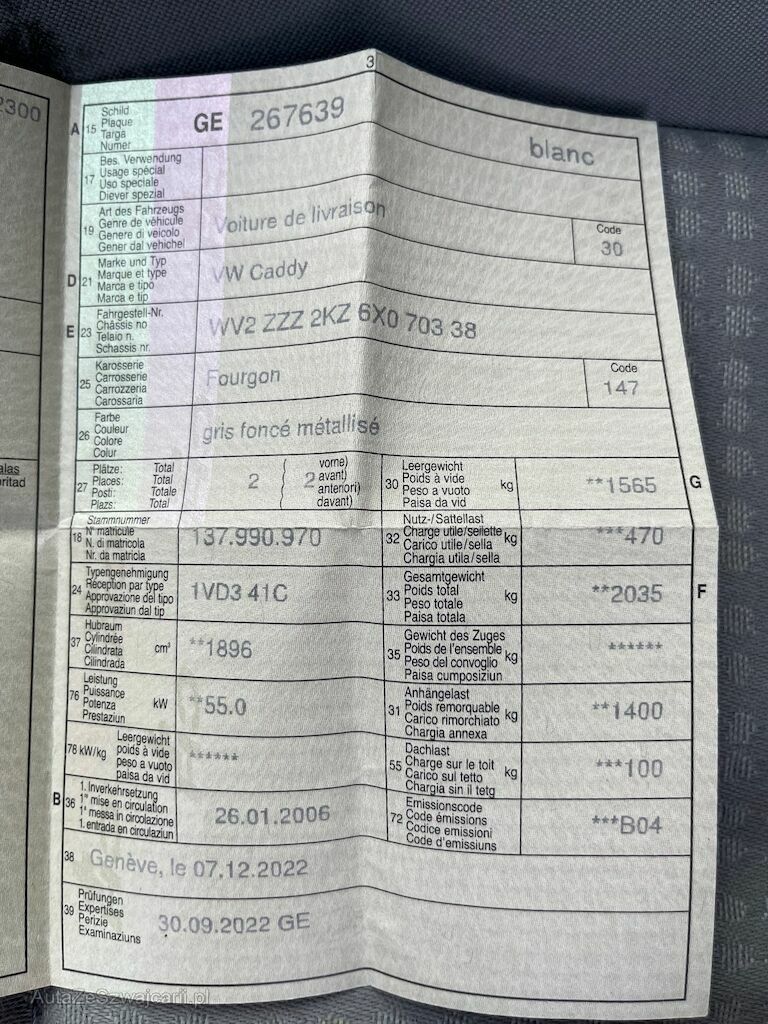 2300
3
A 15 Schild
Plaque
Targa
Numer
GE 267639
blanc
17 Bes. Verwendung
Usage spécial
Uso speciale
Diever spezial
19 Art des Fahrzeugs
Genre de véhicule
Genere di veicolo
Gener dal vehichel
Voiture de livraison
Code
30
D 21 Marke und Typ
Marque et type
Marca e tipo
Marca e tip
VW Caddy
E 23 Fahrgestell-Nr.
Châssis no
Telaio n.
Schassis nr.
WV2 ZZZ 2KZ 6X0 703 38
25 Karosserie
Carrosserie
Carrozzeria
Carossaria
Fourgon
Code
147
26 Farbe
Couleur
Colore
Colur
gris foncé métallisé
27 Plätze: Total
Places: Total
Posti: Totale
Plazs: Total
2 ( 2 vorne)
avant)
anteriori)
davant)
30 Leergewicht
Poids à vide
Peso a vuoto
Paisa da vid
kg
**1565
G
alas
oritad
18 Stammnummer
N° matricule
N. di matricola
Nr. da matricla
137.990.970
32 Nutz-/Sattellast
Charge utile/sellette
Carico utile/sella
Chargia utila/sella
kg
***470
24 Typengenehmigung
Réception par type
Approvazione del tipo
Approvaziun dal tip
1VD3 41C
33 Gesamtgewicht
Poids total
Peso totale
Paisa totala
kg
**2035
F
37 Hubraum
Cylindrée
Cilindrata
Cilindrada
cm³
**1896
35 Gewicht des Zuges
Poids de l'ensemble
Peso del convoglio
Paisa cumposiziun
kg
******
76 Leistung
Puissance
Potenza
Prestaziun
kW
**55.0
31 Anhängelast
Poids remorquable
Carico rimorchiato
Chargia annexa
kg
**1400
78 kW/kg Leergewicht
poids à vide
peso a vuoto
paisa da vid
******
55 Dachlast
Charge sur le toit
Carico sul tetto
Chargia sin il tetg
kg
***100
B 36 1. Inverkehrsetzung
1re mise en circulation
1a messa in circolazione
1. entrada en circulaziun
26.01.2006
72 Emissionscode
Code émissions
Codice emissioni
Code d'emissiuns
***B04
38 Genève, le 07.12.2022
39 Prüfungen
Expertises
Perizie
Examinaziuns
30.09.2022 GE
AutaZeSzwajcarii.pl